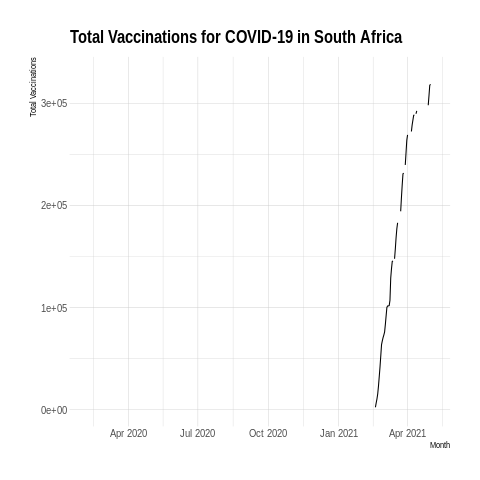 Total Vaccinations for COVID-19 in South Africa
Total Vaccinations
3e+05
2e+05
1e+05
0e+00
Apr 2020 Jul 2020 Oct 2020 Jan 2021 Apr 2021
Month